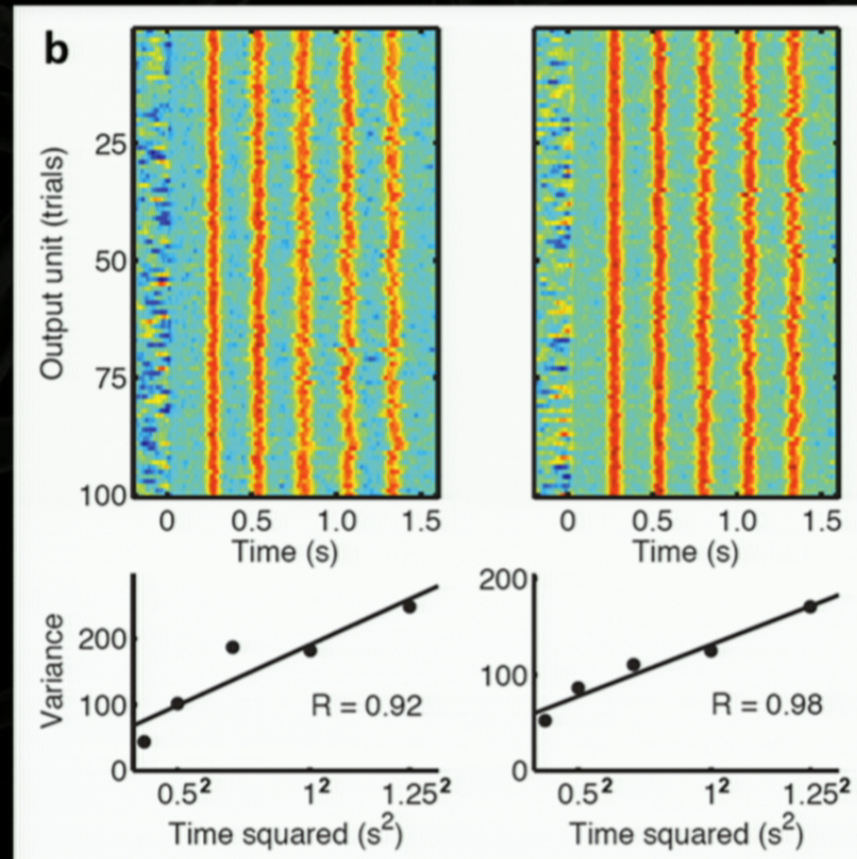 b
Output unit (trials)
25
50
75
100
0 0.5 1.0 1.5
Time (s)
0 0.5 1.0 1.5
Time (s)
Variance
200
100
0
R = 0.92
0.5² 1² 1.25²
Time squared (s²)
200
100
0
R = 0.98
0.5² 1² 1.25²
Time squared (s²)